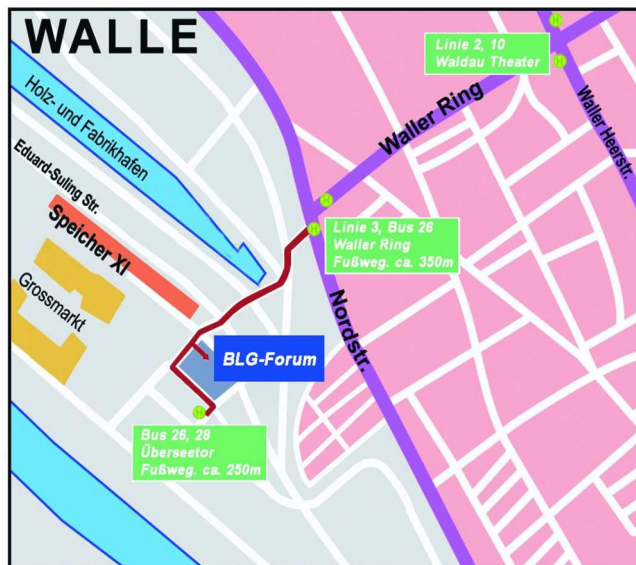 WALLE
Linie 2, 10
Waldau Theater
Waller Ring
Waller Heerstr.
Holz- und Fabrikhafen
Eduard-Suling Str.
Speicher XI
Grossmarkt
Linie 3, Bus 26
Waller Ring
Fußweg. ca. 350m
Nordstr.
BLG-Forum
Bus 26, 28
Überseetor
Fußweg. ca. 250m
H
H
H
H
H